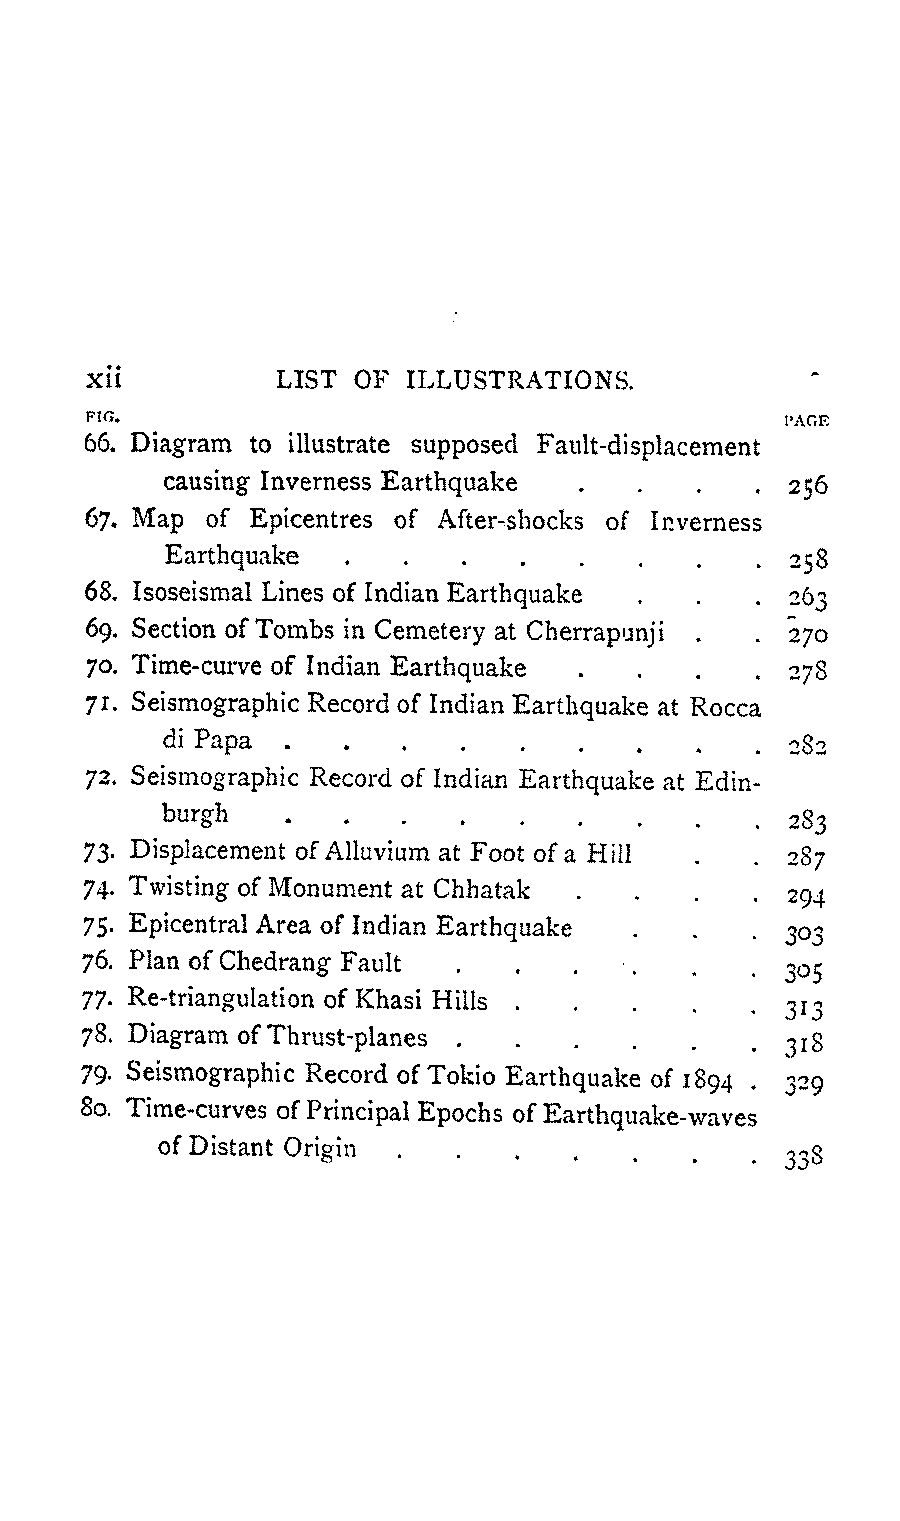 xii LIST OF ILLUSTRATIONS.
FIG. PAGE
66. Diagram to illustrate supposed Fault-displacement
causing Inverness Earthquake . . . . 256
67. Map of Epicentres of After-shocks of Inverness
Earthquake . . . . . . . . 258
68. Isoseismal Lines of Indian Earthquake . . . 263
69. Section of Tombs in Cemetery at Cherrapunji . . 270
70. Time-curve of Indian Earthquake . . . . 278
71. Seismographic Record of Indian Earthquake at Rocca
di Papa . . . . . . . . . 282
72. Seismographic Record of Indian Earthquake at Edin-
burgh . . . . . . . . . 283
73. Displacement of Alluvium at Foot of a Hill . . 287
74. Twisting of Monument at Chhatak . . . . 294
75. Epicentral Area of Indian Earthquake . . . 303
76. Plan of Chedrang Fault . . . . . . 305
77. Re-triangulation of Khasi Hills . . . . . 313
78. Diagram of Thrust-planes . . . . . . 318
79. Seismographic Record of Tokio Earthquake of 1894 . 329
80. Time-curves of Principal Epochs of Earthquake-waves
of Distant Origin . . . . . . . 338